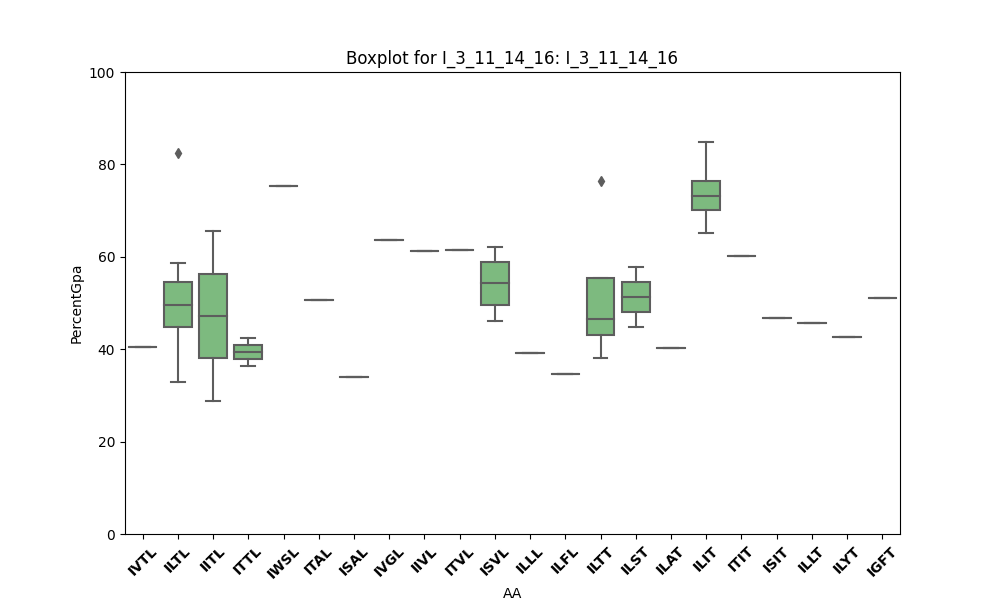 Boxplot for I_3_11_14_16: I_3_11_14_16
PercentGpa
100
80
60
40
20
0
IVTL ILTL IITL ITTL IWSL ITAL ISAL IVGL IIVL ITVL ISVL ILLL ILFL ILTT ILST ILAT ILIT ITIT ISIT ILLT ILYT IGFT
AA